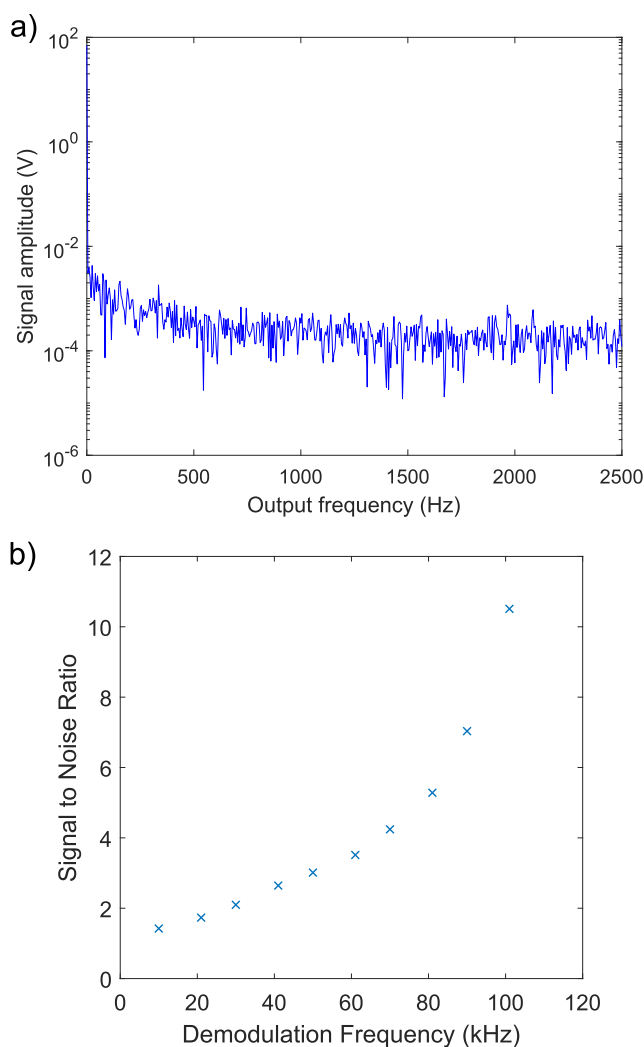 a)
10^2
10^0
10^-2
10^-4
10^-6
Signal amplitude (V)
0 500 1000 1500 2000 2500
Output frequency (Hz)
b)
12
10
8
6
4
2
0
Signal to Noise Ratio
0 20 40 60 80 100 120
Demodulation Frequency (kHz)